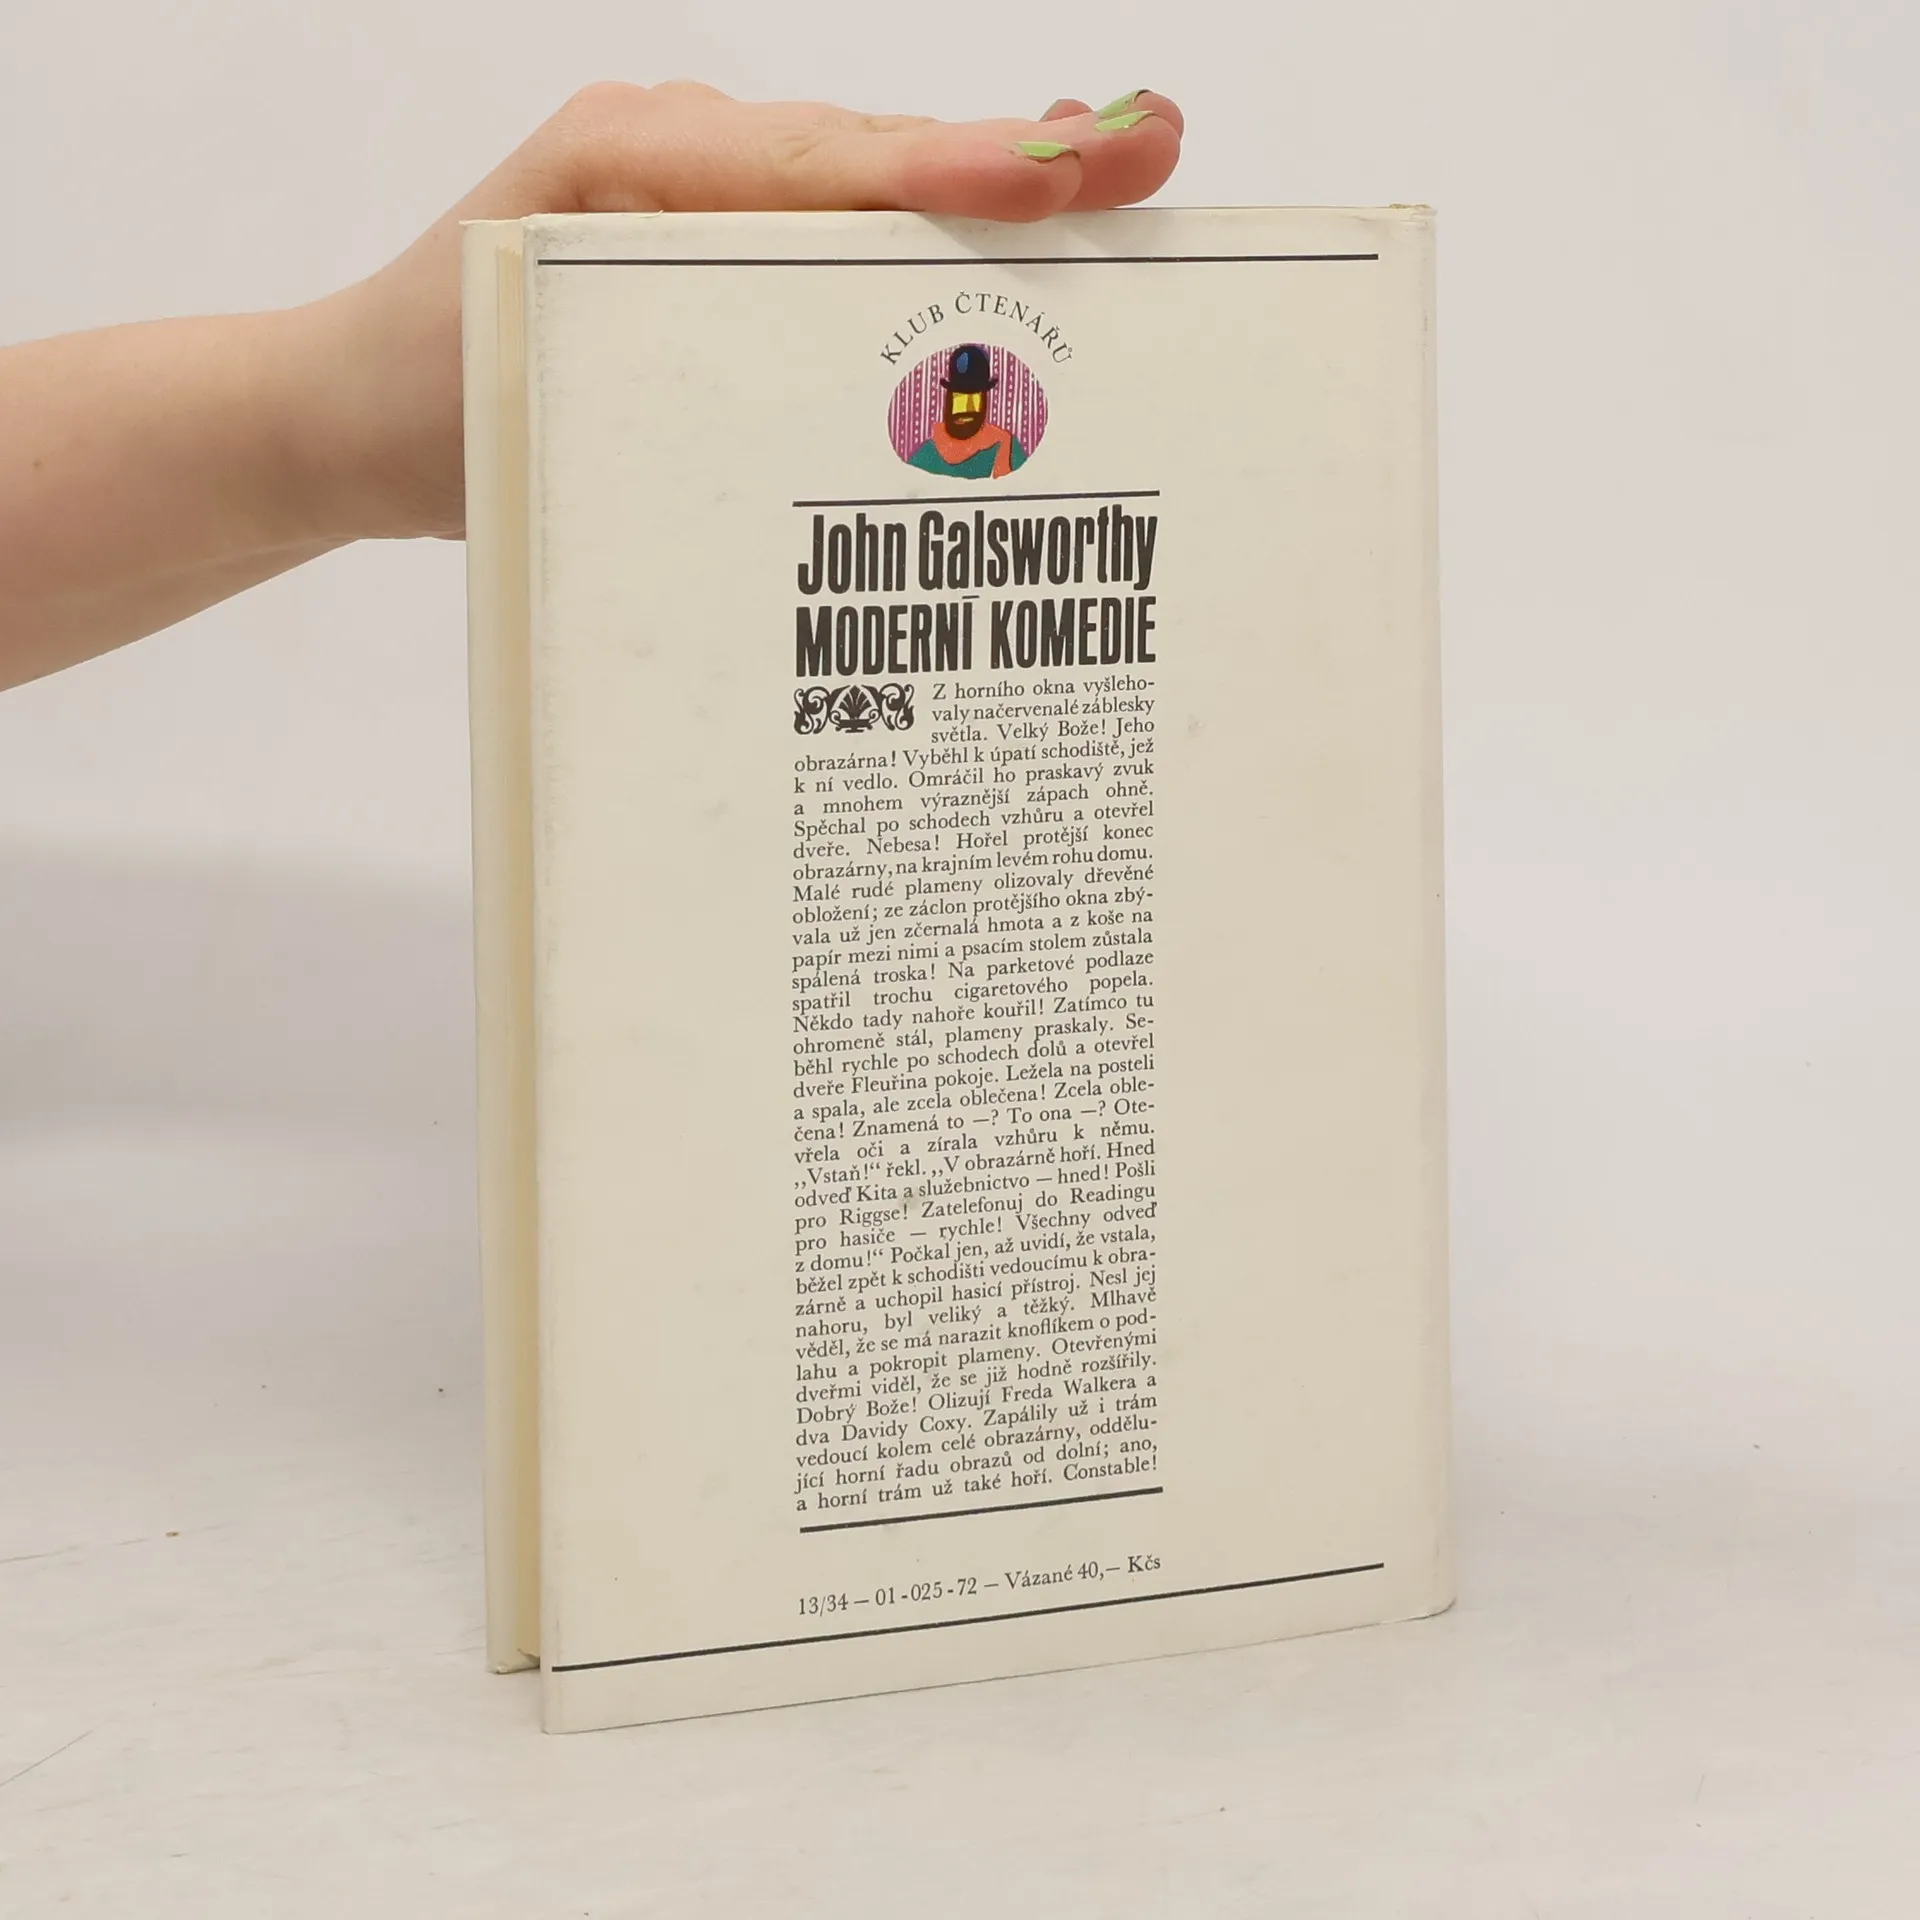 KLUB ČTENÁŘŮ
John Galsworthy
MODERNÍ KOMEDIE
Z horního okna vyšleho-
valy načervenalé záblesky
světla. Velký Bože! Jeho
obrazárna! Vyběhl k úpatí schodiště, jež
k ní vedlo. Omráčil ho praskavý zvuk
a mnohem výraznější zápach ohně.
Spěchal po schodech vzhůru a otevřel
dveře. Nebesa! Hořel protější konec
obrazárny, na krajním levém rohu domu.
Malé rudé plameny olizovaly dřevěné
obložení; ze záclon protějšího okna zbý-
vala už jen zčernalá hmota a z koše na
papír mezi nimi a psacím stolem zůstala
spálená troska! Na parketové podlaze
spatřil trochu cigaretového popela.
Někdo tady nahoře kouřil! Zatímco tu
ohromeně stál, plameny praskaly. Se-
běhl rychle po schodech dolů a otevřel
dveře Fleuřina pokoje. Ležela na posteli
a spala, ale zcela oblečena! Zcela oble-
čena! Znamená to —? To ona —? Ote-
vřela oči a zírala vzhůru k němu.
,,Vstaň!“ řekl. ,,V obrazárně hoří. Hned
odveď Kita a služebnictvo — hned! Pošli
pro Riggse! Zatelefonuj do Readingu
pro hasiče — rychle! Všechny odveď
z domu!“ Počkal jen, až uvidí, že vstala,
běžel zpět k schodišti vedoucímu k obra-
zárně a uchopil hasicí přístroj. Nesl jej
nahoru, byl veliký a těžký. Mlhavě
věděl, že se má narazit knoflíkem o pod-
lahu a pokropit plameny. Otevřenými
dveřmi viděl, že se již hodně rozšířily.
Dobrý Bože! Olizují Freda Walkera a
dva Davidy Coxy. Zapálily už i trám
vedoucí kolem celé obrazárny, oddělu-
jící horní řadu obrazů od dolní; ano,
a horní trám už také hoří. Constable!
13/34 — 01-025-72 — Vázané 40,— Kčs